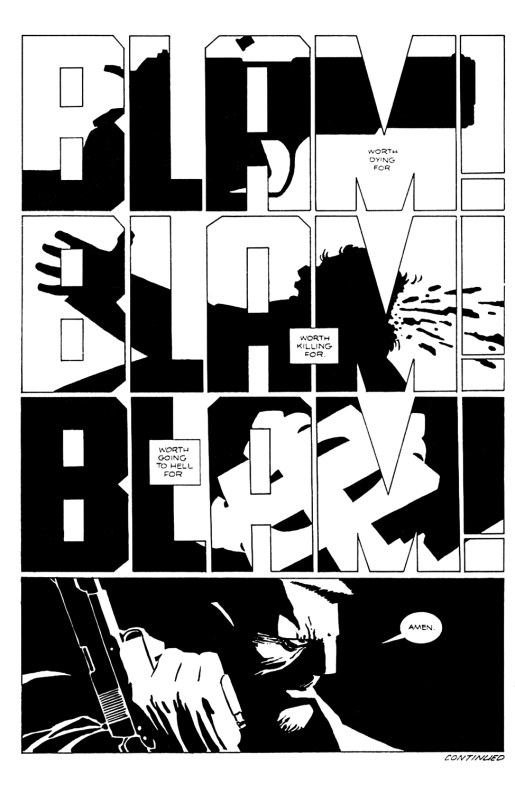 BLAM!
WORTH
DYING
FOR
BLAM!
WORTH
KILLING
FOR.
BLAM!
WORTH
GOING
TO HELL
FOR
AMEN.
CONTINUED